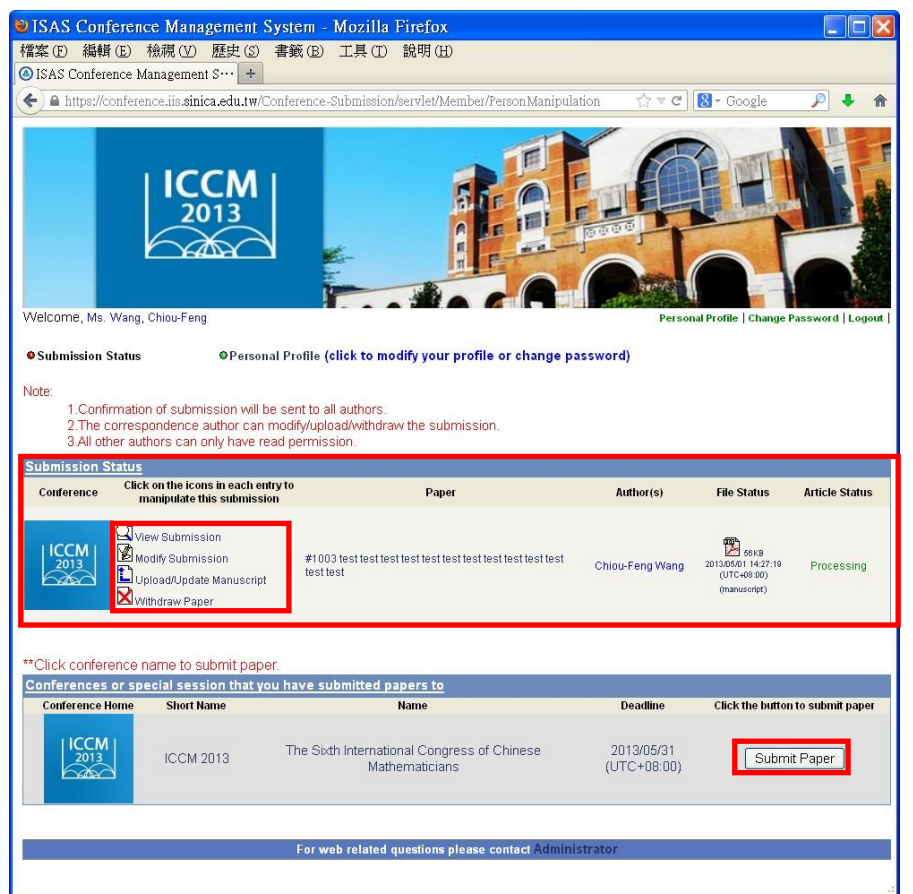 ISAS Conference Management System - Mozilla Firefox
檔案(F) 編輯(E) 檢視(V) 歷史(S) 書籤(B) 工具(T) 說明(H)
ISAS Conference Management S⋯ +
https://conference.iis.sinica.edu.tw/Conference-Submission/servlet/Member/PersonManipulation 8 - Google
ICCM
2013
Welcome, Ms. Wang, Chiou-Feng Personal Profile | Change Password | Logout |
Submission Status Personal Profile (click to modify your profile or change password)
Note:
1.Confirmation of submission will be sent to all authors.
2.The correspondence author can modify/upload/withdraw the submission.
3.All other authors can only have read permission.
Submission Status
Conference Click on the icons in each entry to manipulate this submission Paper Author(s) File Status Article Status
ICCM
2013
View Submission
Modify Submission
Upload/Update Manuscript
Withdraw Paper
#1003 test test test test test test test test test test test
test test
Chiou-Feng Wang
56KB
2013/05/01 14:27:19
(UTC+08:00)
(manuscript)
Processing
**Click conference name to submit paper.
Conferences or special session that you have submitted papers to
Conference Home Short Name Name Deadline Click the button to submit paper
ICCM
2013
ICCM 2013
The Sixth International Congress of Chinese
Mathematicians
2013/05/31
(UTC+08:00)
Submit Paper
For web related questions please contact Administrator